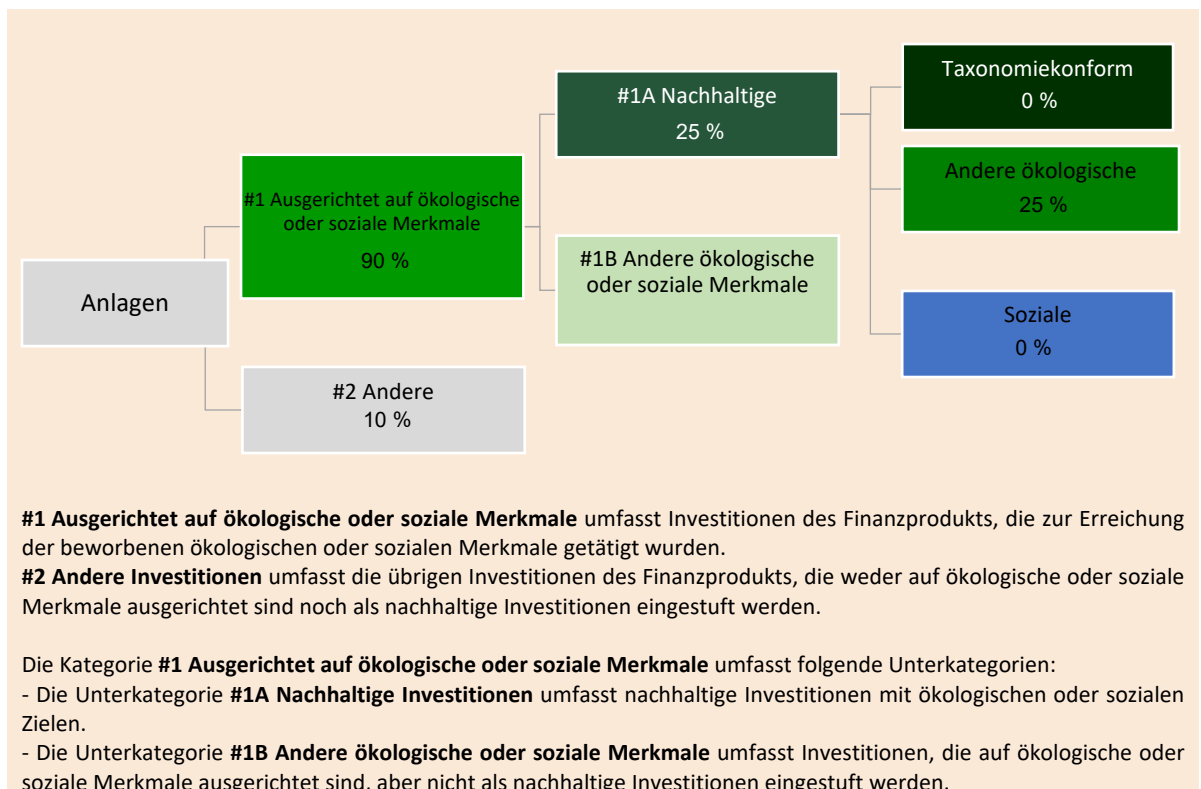 Anlagen
#1 Ausgerichtet auf ökologische
oder soziale Merkmale
90 %
#2 Andere
10 %
#1A Nachhaltige
25 %
#1B Andere ökologische
oder soziale Merkmale
Taxonomiekonform
0 %
Andere ökologische
25 %
Soziale
0 %
#1 Ausgerichtet auf ökologische oder soziale Merkmale umfasst Investitionen des Finanzprodukts, die zur Erreichung
der beworbenen ökologischen oder sozialen Merkmale getätigt wurden.
#2 Andere Investitionen umfasst die übrigen Investitionen des Finanzprodukts, die weder auf ökologische oder soziale
Merkmale ausgerichtet sind noch als nachhaltige Investitionen eingestuft werden.
Die Kategorie #1 Ausgerichtet auf ökologische oder soziale Merkmale umfasst folgende Unterkategorien:
- Die Unterkategorie #1A Nachhaltige Investitionen umfasst nachhaltige Investitionen mit ökologischen oder sozialen
Zielen.
- Die Unterkategorie #1B Andere ökologische oder soziale Merkmale umfasst Investitionen, die auf ökologische oder
soziale Merkmale ausgerichtet sind, aber nicht als nachhaltige Investitionen eingestuft werden.